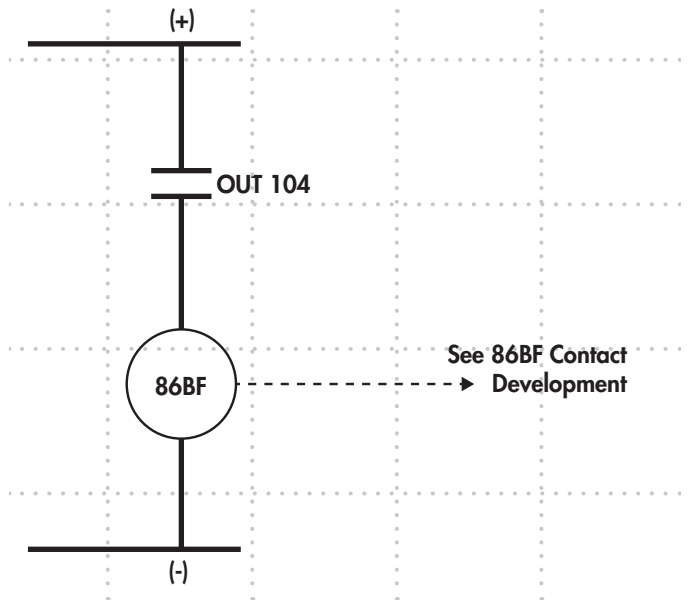 (+)
OUT 104
See 86BF Contact
Development
86BF
(-)